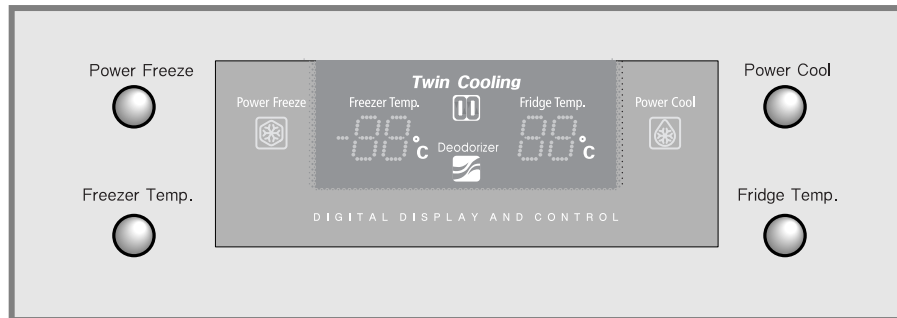 Power Freeze
Power Cool
Twin Cooling
Power Freeze
Freezer Temp.
Fridge Temp.
Power Cool
-88°C
88°C
Deodorizer
Freezer Temp.
Fridge Temp.
DIGITAL DISPLAY AND CONTROL